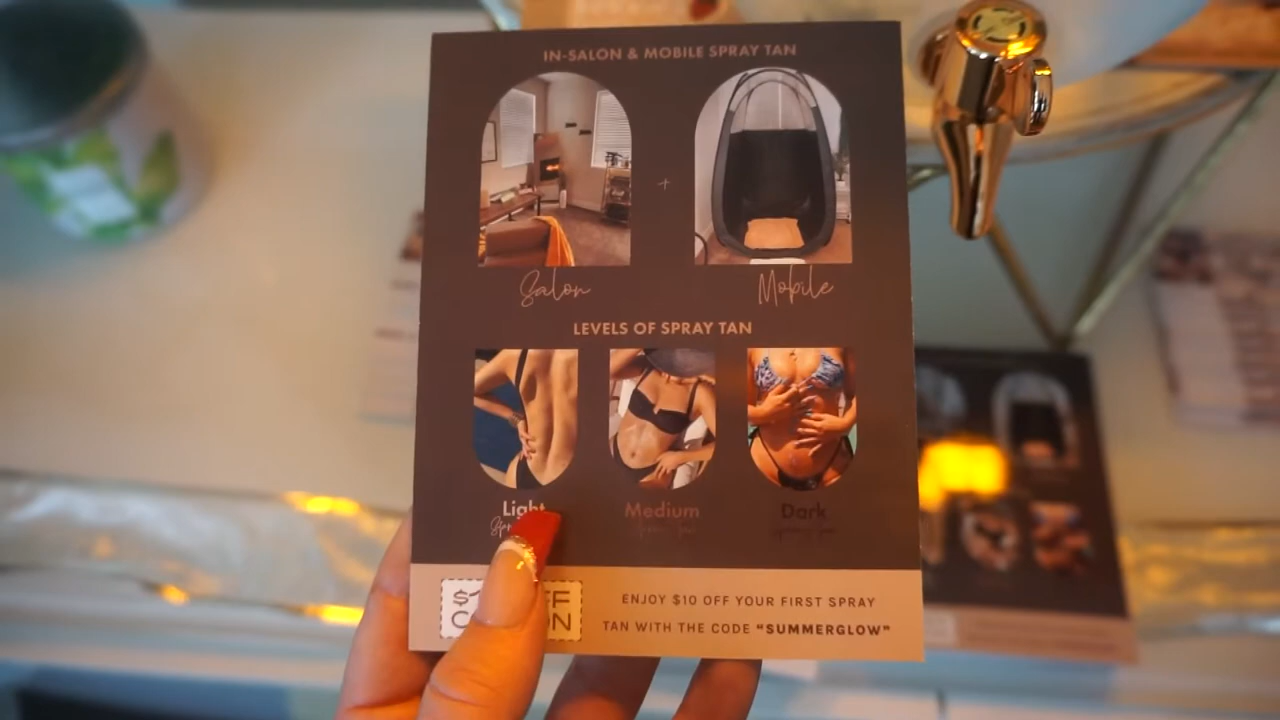 IN-SALON & MOBILE SPRAY TAN
+
Salon
Mobile
LEVELS OF SPRAY TAN
Light
Medium
Dark
ENJOY $10 OFF YOUR FIRST SPRAY
TAN WITH THE CODE “SUMMERGLOW”